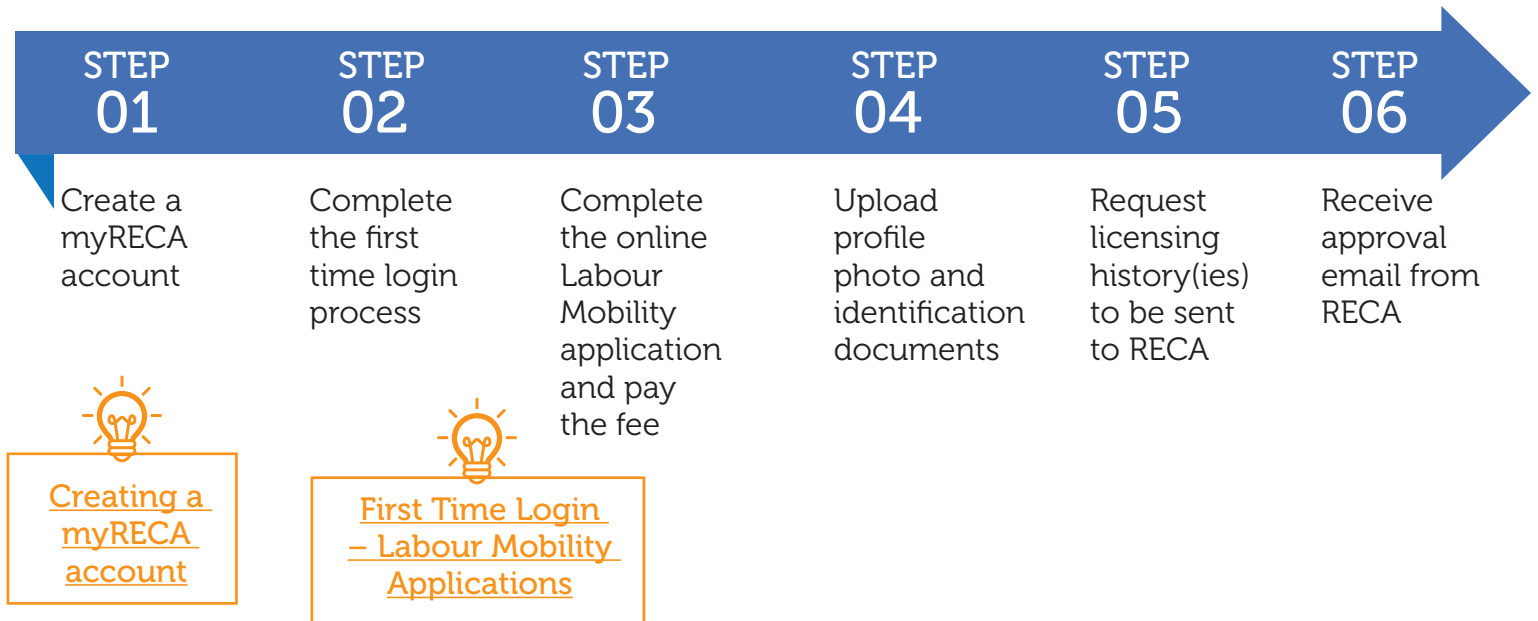 STEP
01
Create a
myRECA
account
STEP
02
Complete
the first
time login
process
STEP
03
Complete
the online
Labour
Mobility
application
and pay
the fee
STEP
04
Upload
profile
photo and
identification
documents
STEP
05
Request
licensing
history(ies)
to be sent
to RECA
STEP
06
Receive
approval
email from
RECA
Creating a
myRECA
account
First Time Login
– Labour Mobility
Applications